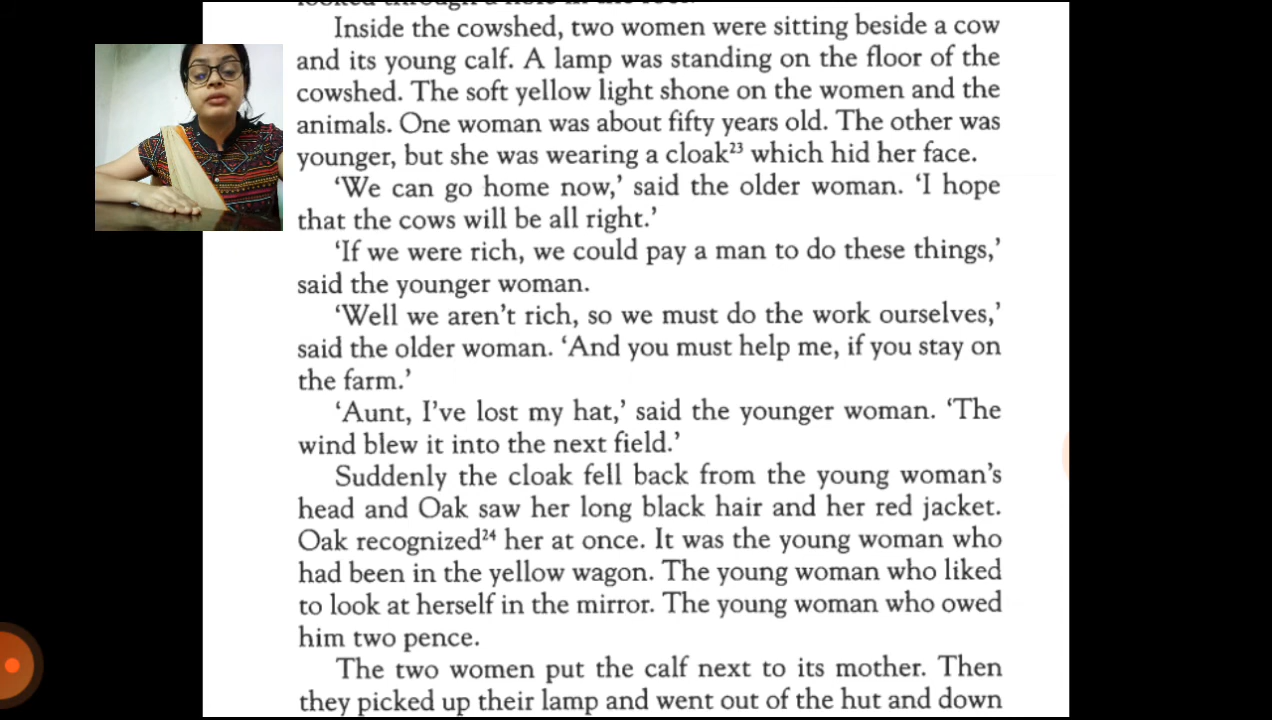 Inside the cowshed, two women were sitting beside a cow
and its young calf. A lamp was standing on the floor of the
cowshed. The soft yellow light shone on the women and the
animals. One woman was about fifty years old. The other was
younger, but she was wearing a cloak²³ which hid her face.
‘We can go home now,’ said the older woman. ‘I hope
that the cows will be all right.’
‘If we were rich, we could pay a man to do these things,’
said the younger woman.
‘Well we aren’t rich, so we must do the work ourselves,’
said the older woman. ‘And you must help me, if you stay on
the farm.’
‘Aunt, I’ve lost my hat,’ said the younger woman. ‘The
wind blew it into the next field.’
Suddenly the cloak fell back from the young woman’s
head and Oak saw her long black hair and her red jacket.
Oak recognized²⁴ her at once. It was the young woman who
had been in the yellow wagon. The young woman who liked
to look at herself in the mirror. The young woman who owed
him two pence.
The two women put the calf next to its mother. Then
they picked up their lamp and went out of the hut and down